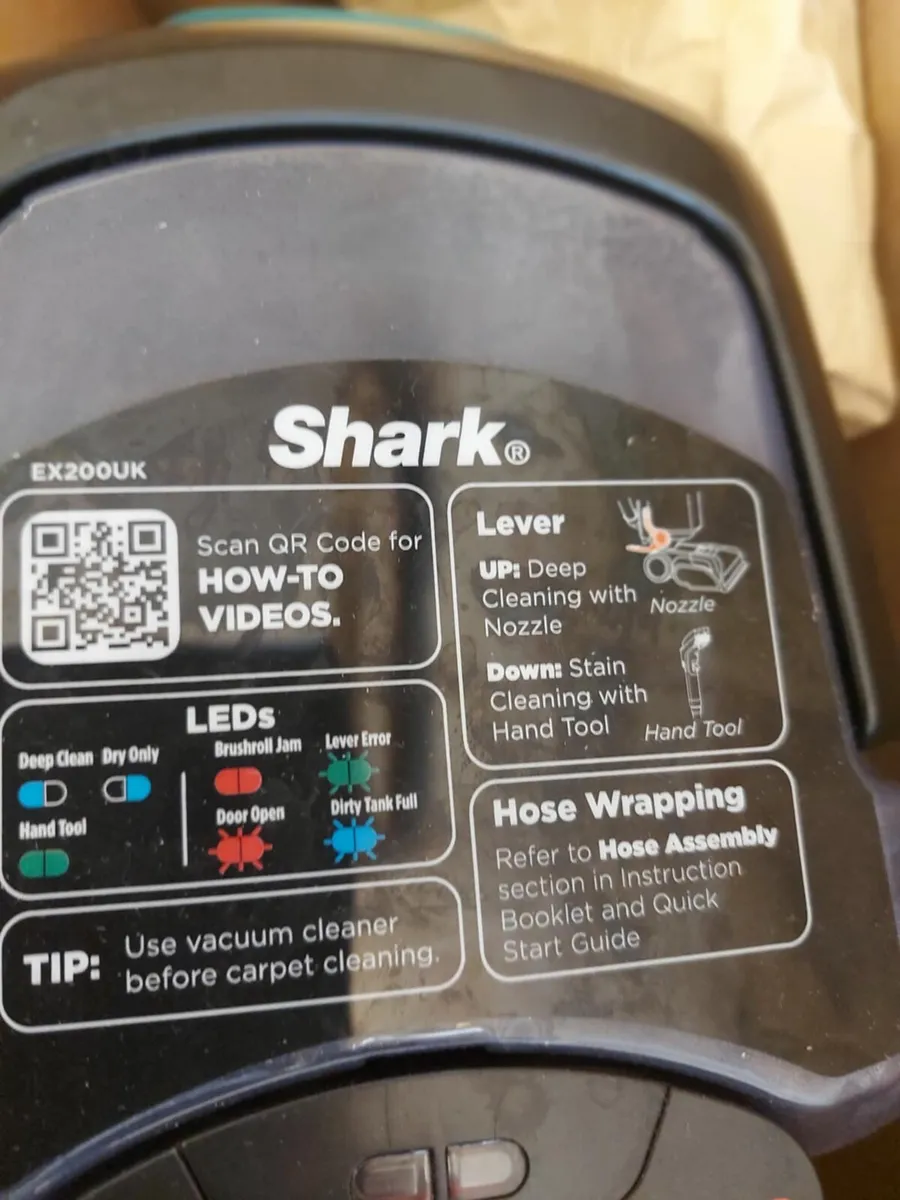 Shark®
EX200UK
Scan QR Code for
HOW-TO
VIDEOS.
Lever
UP: Deep
Cleaning with
Nozzle
Nozzle
Down: Stain
Cleaning with
Hand Tool
Hand Tool
LEDs
Deep Clean Dry Only
Hand Tool
Brushroll Jam
Lever Error
Door Open
Dirty Tank Full
Hose Wrapping
Refer to Hose Assembly
section in Instruction
Booklet and Quick
Start Guide
TIP: Use vacuum cleaner
before carpet cleaning.